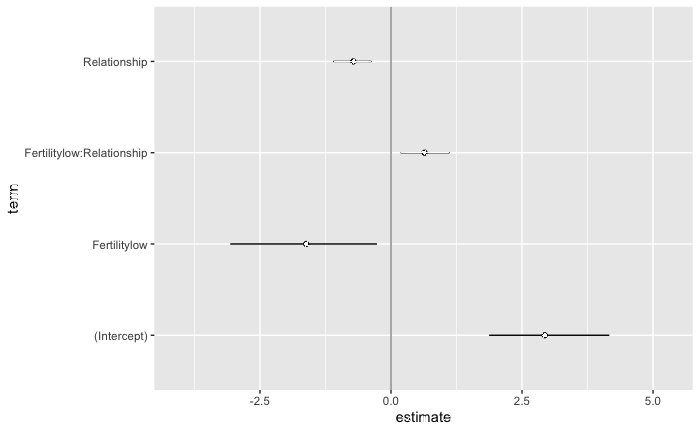 Relationship
Fertilitylow:Relationship
Fertilitylow
(Intercept)
term
-2.5 0.0 2.5 5.0
estimate